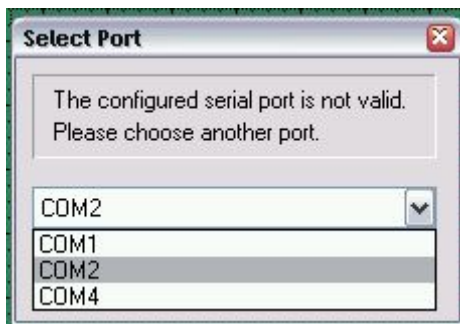 Select Port
The configured serial port is not valid.
Please choose another port.
COM2
COM1
COM2
COM4